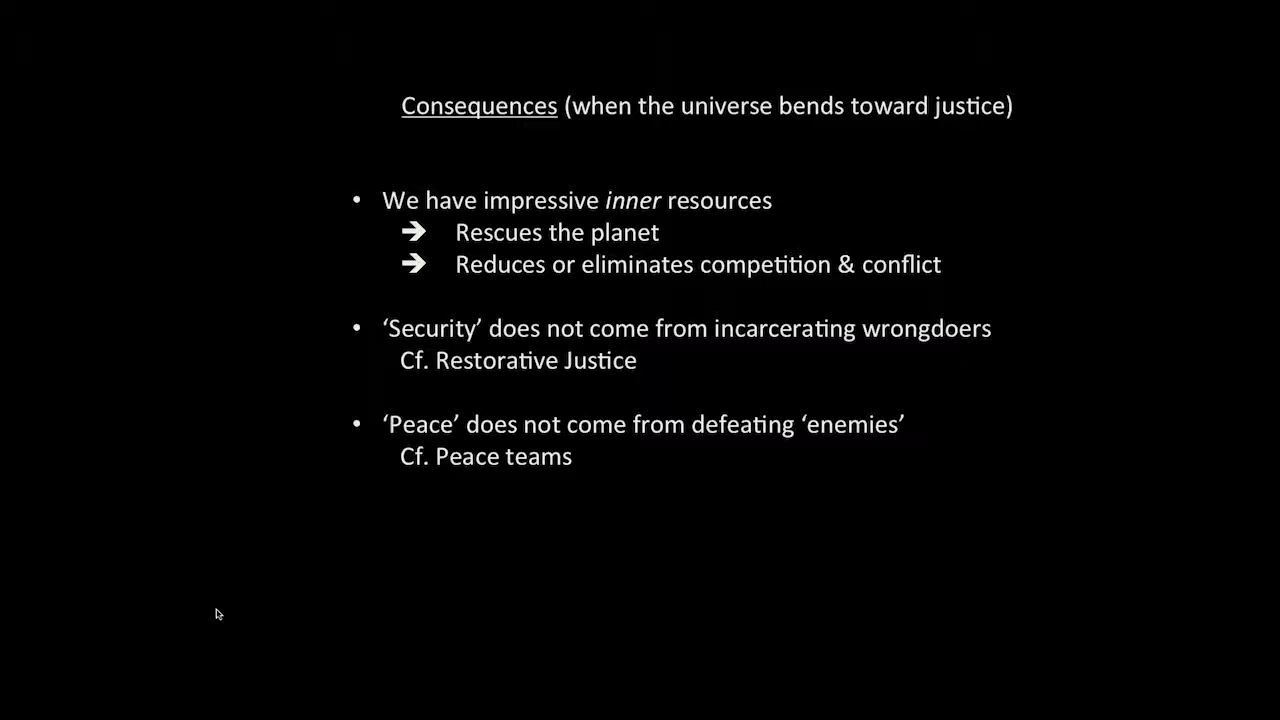 Consequences (when the universe bends toward justice)
• We have impressive inner resources
➔ Rescues the planet
➔ Reduces or eliminates competition & conflict
• ‘Security’ does not come from incarcerating wrongdoers
Cf. Restorative Justice
• ‘Peace’ does not come from defeating ‘enemies’
Cf. Peace teams